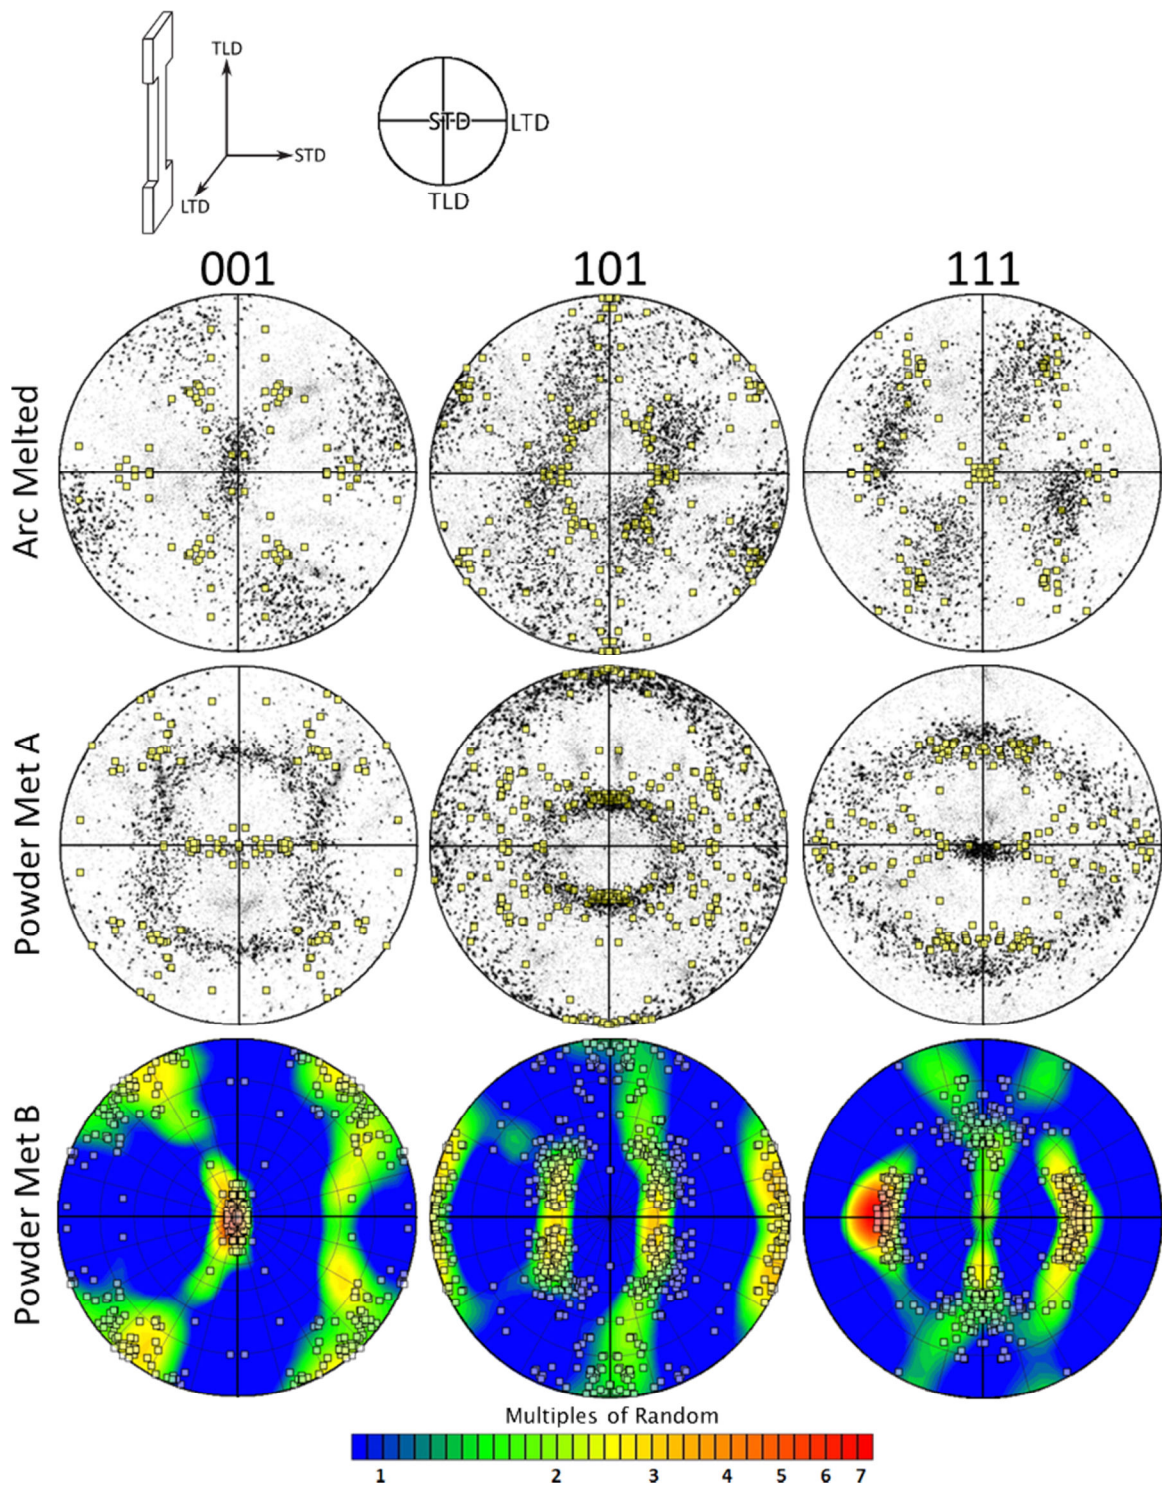 TLD
STD
LTD
STD LTD
TLD
001 101 111
Arc Melted
Powder Met A
Powder Met B
Multiples of Random
1 2 3 4 5 6 7